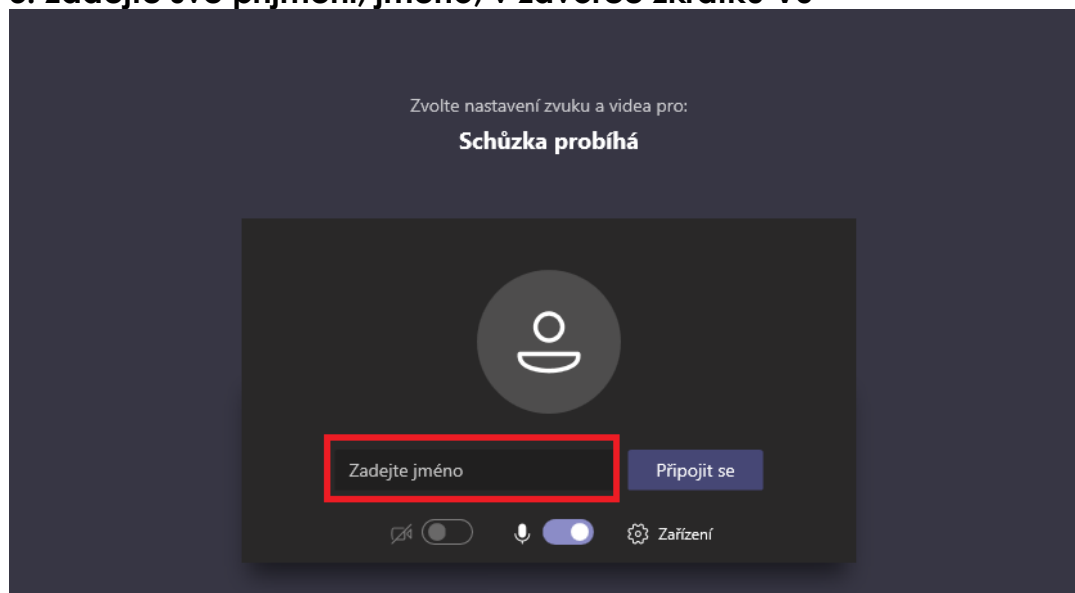 Zvolte nastavení zvuku a videa pro:
Schůzka probíhá
Zadejte jméno
Připojit se
Zařízení